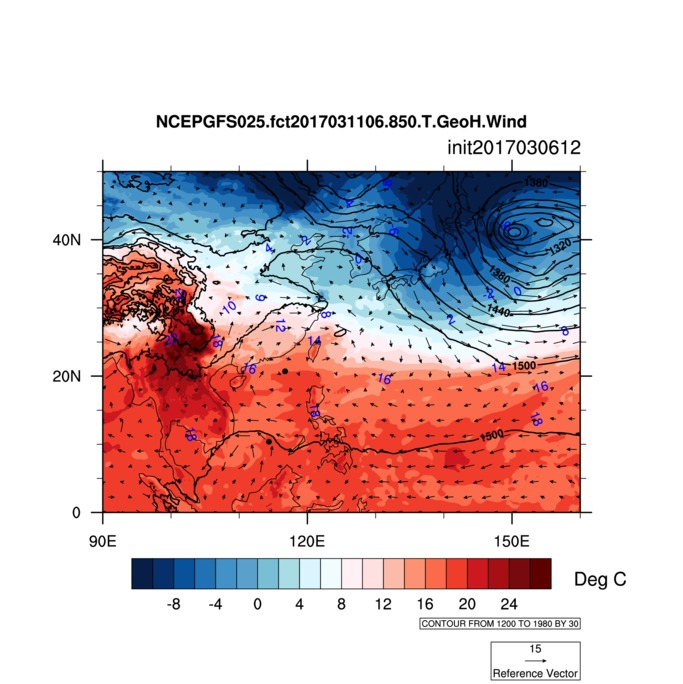 NCEPGFS025.fct2017031106.850.T.GeoH.Wind
init2017030612
1380
40N
1320
1380
1440
1500
20N
1500
0
90E 120E 150E
-8 -4 0 4 8 12 16 20 24 Deg C
CONTOUR FROM 1200 TO 1980 BY 30
15
Reference Vector